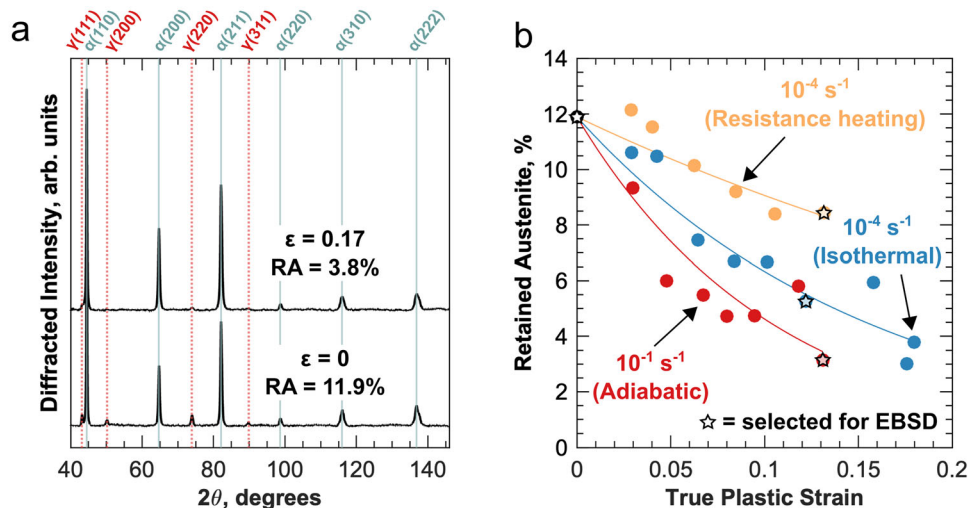 a
γ(111)
α(110)
γ(200)
α(200)
γ(220)
α(211)
γ(311)
α(220)
α(310)
α(222)
Diffracted Intensity, arb. units
ε = 0.17
RA = 3.8%
ε = 0
RA = 11.9%
40 60 80 100 120 140
2θ, degrees
b
Retained Austenite, %
14
12
10
8
6
4
2
0
10⁻⁴ s⁻¹
(Resistance heating)
10⁻⁴ s⁻¹
(Isothermal)
10⁻¹ s⁻¹
(Adiabatic)
= selected for EBSD
0 0.05 0.1 0.15 0.2
True Plastic Strain